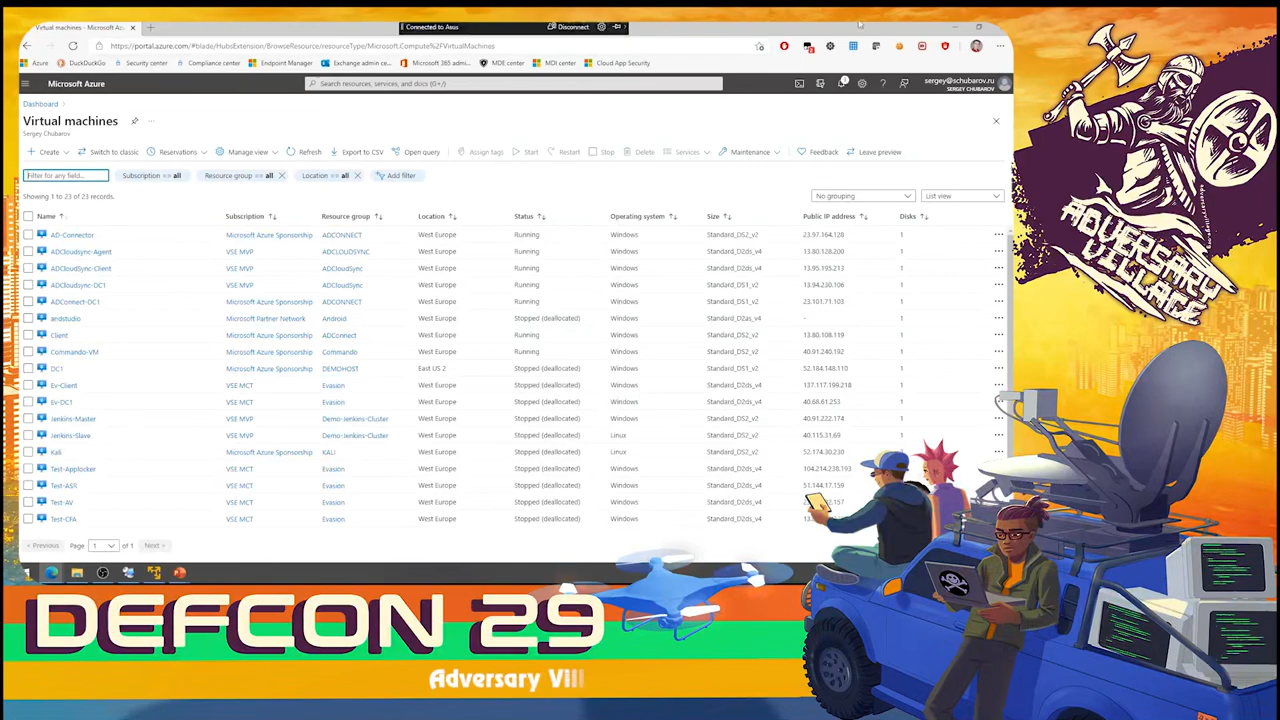 Virtual machines - Microsoft Azu
Connected to Asus
Disconnect
https://portal.azure.com/#blade/HubsExtension/BrowseResource/resourceType/Microsoft.Compute%2FVirtualMachines
Azure DuckDuckGo Security center Compliance center Endpoint Manager Exchange admin ce... Microsoft 365 admi... MDE center MDI center Cloud App Security
Microsoft Azure
Search resources, services, and docs (G+/)
sergey@schubarov.ru
SERGEY CHUBAROV
Dashboard
Virtual machines
Sergey Chubarov
Create Switch to classic Reservations Manage view Refresh Export to CSV Open query Assign tags Start Restart Stop Delete Services Maintenance Feedback Leave preview
Filter for any field... Subscription == all Resource group == all Location == all Add filter
Showing 1 to 23 of 23 records.
No grouping List view
Name Subscription Resource group Location Status Operating system Size Public IP address Disks
AD-Connector Microsoft Azure Sponsorship ADCONNECT West Europe Running Windows Standard_DS2_v2 23.97.164.128 1
ADCloudsync-Agent VSE MVP ADCLOUDSYNC West Europe Running Windows Standard_D2ds_v4 13.80.128.200 1
ADCloudSync-Client VSE MVP ADCloudSync West Europe Running Windows Standard_D2ds_v4 13.95.195.213 1
ADCloudsync-DC1 VSE MVP ADCloudSync West Europe Running Windows Standard_DS1_v2 13.94.230.196 1
ADConnect-DC1 Microsoft Azure Sponsorship ADCONNECT West Europe Running Windows Standard_DS1_v2 23.101.71.103 1
andstudio Microsoft Partner Network Android West Europe Stopped (deallocated) Windows Standard_D2as_v4 - 1
Client Microsoft Azure Sponsorship ADConnect West Europe Running Windows Standard_DS2_v2 13.80.108.119 1
Commando-VM Microsoft Azure Sponsorship Commando West Europe Running Windows Standard_DS2_v2 40.91.240.192 1
DC1 Microsoft Azure Sponsorship DEMOHOST East US 2 Stopped (deallocated) Windows Standard_DS1_v2 52.184.148.110 1
Ev-Client VSE MCT Evasion West Europe Stopped (deallocated) Windows Standard_D2ds_v4 137.117.199.218 1
Ev-DC1 VSE MCT Evasion West Europe Stopped (deallocated) Windows Standard_D2ds_v4 40.68.61.253 1
Jenkins-Master VSE MVP Demo-Jenkins-Cluster West Europe Stopped (deallocated) Windows Standard_DS2_v2 40.91.222.174 1
Jenkins-Slave VSE MVP Demo-Jenkins-Cluster West Europe Stopped (deallocated) Linux Standard_DS2_v2 40.115.31.69 1
Kali Microsoft Azure Sponsorship KALI West Europe Stopped (deallocated) Linux Standard_DS2_v2 52.174.30.230 1
Test-Applocker VSE MCT Evasion West Europe Stopped (deallocated) Windows Standard_D2ds_v4 104.214.238.193
Test-ASR VSE MCT Evasion West Europe Stopped (deallocated) Windows Standard_D2ds_v4 51.144.17.159
Test-AV VSE MCT Evasion West Europe Stopped (deallocated) Windows Standard_D2ds_v4
Test-CFA VSE MCT Evasion West Europe Stopped (deallocated) Windows Standard_D2ds_v4
< Previous Page 1 of 1 Next >
ADVERSARY
VILLAGE
DEFCON 29
Adversary Vill